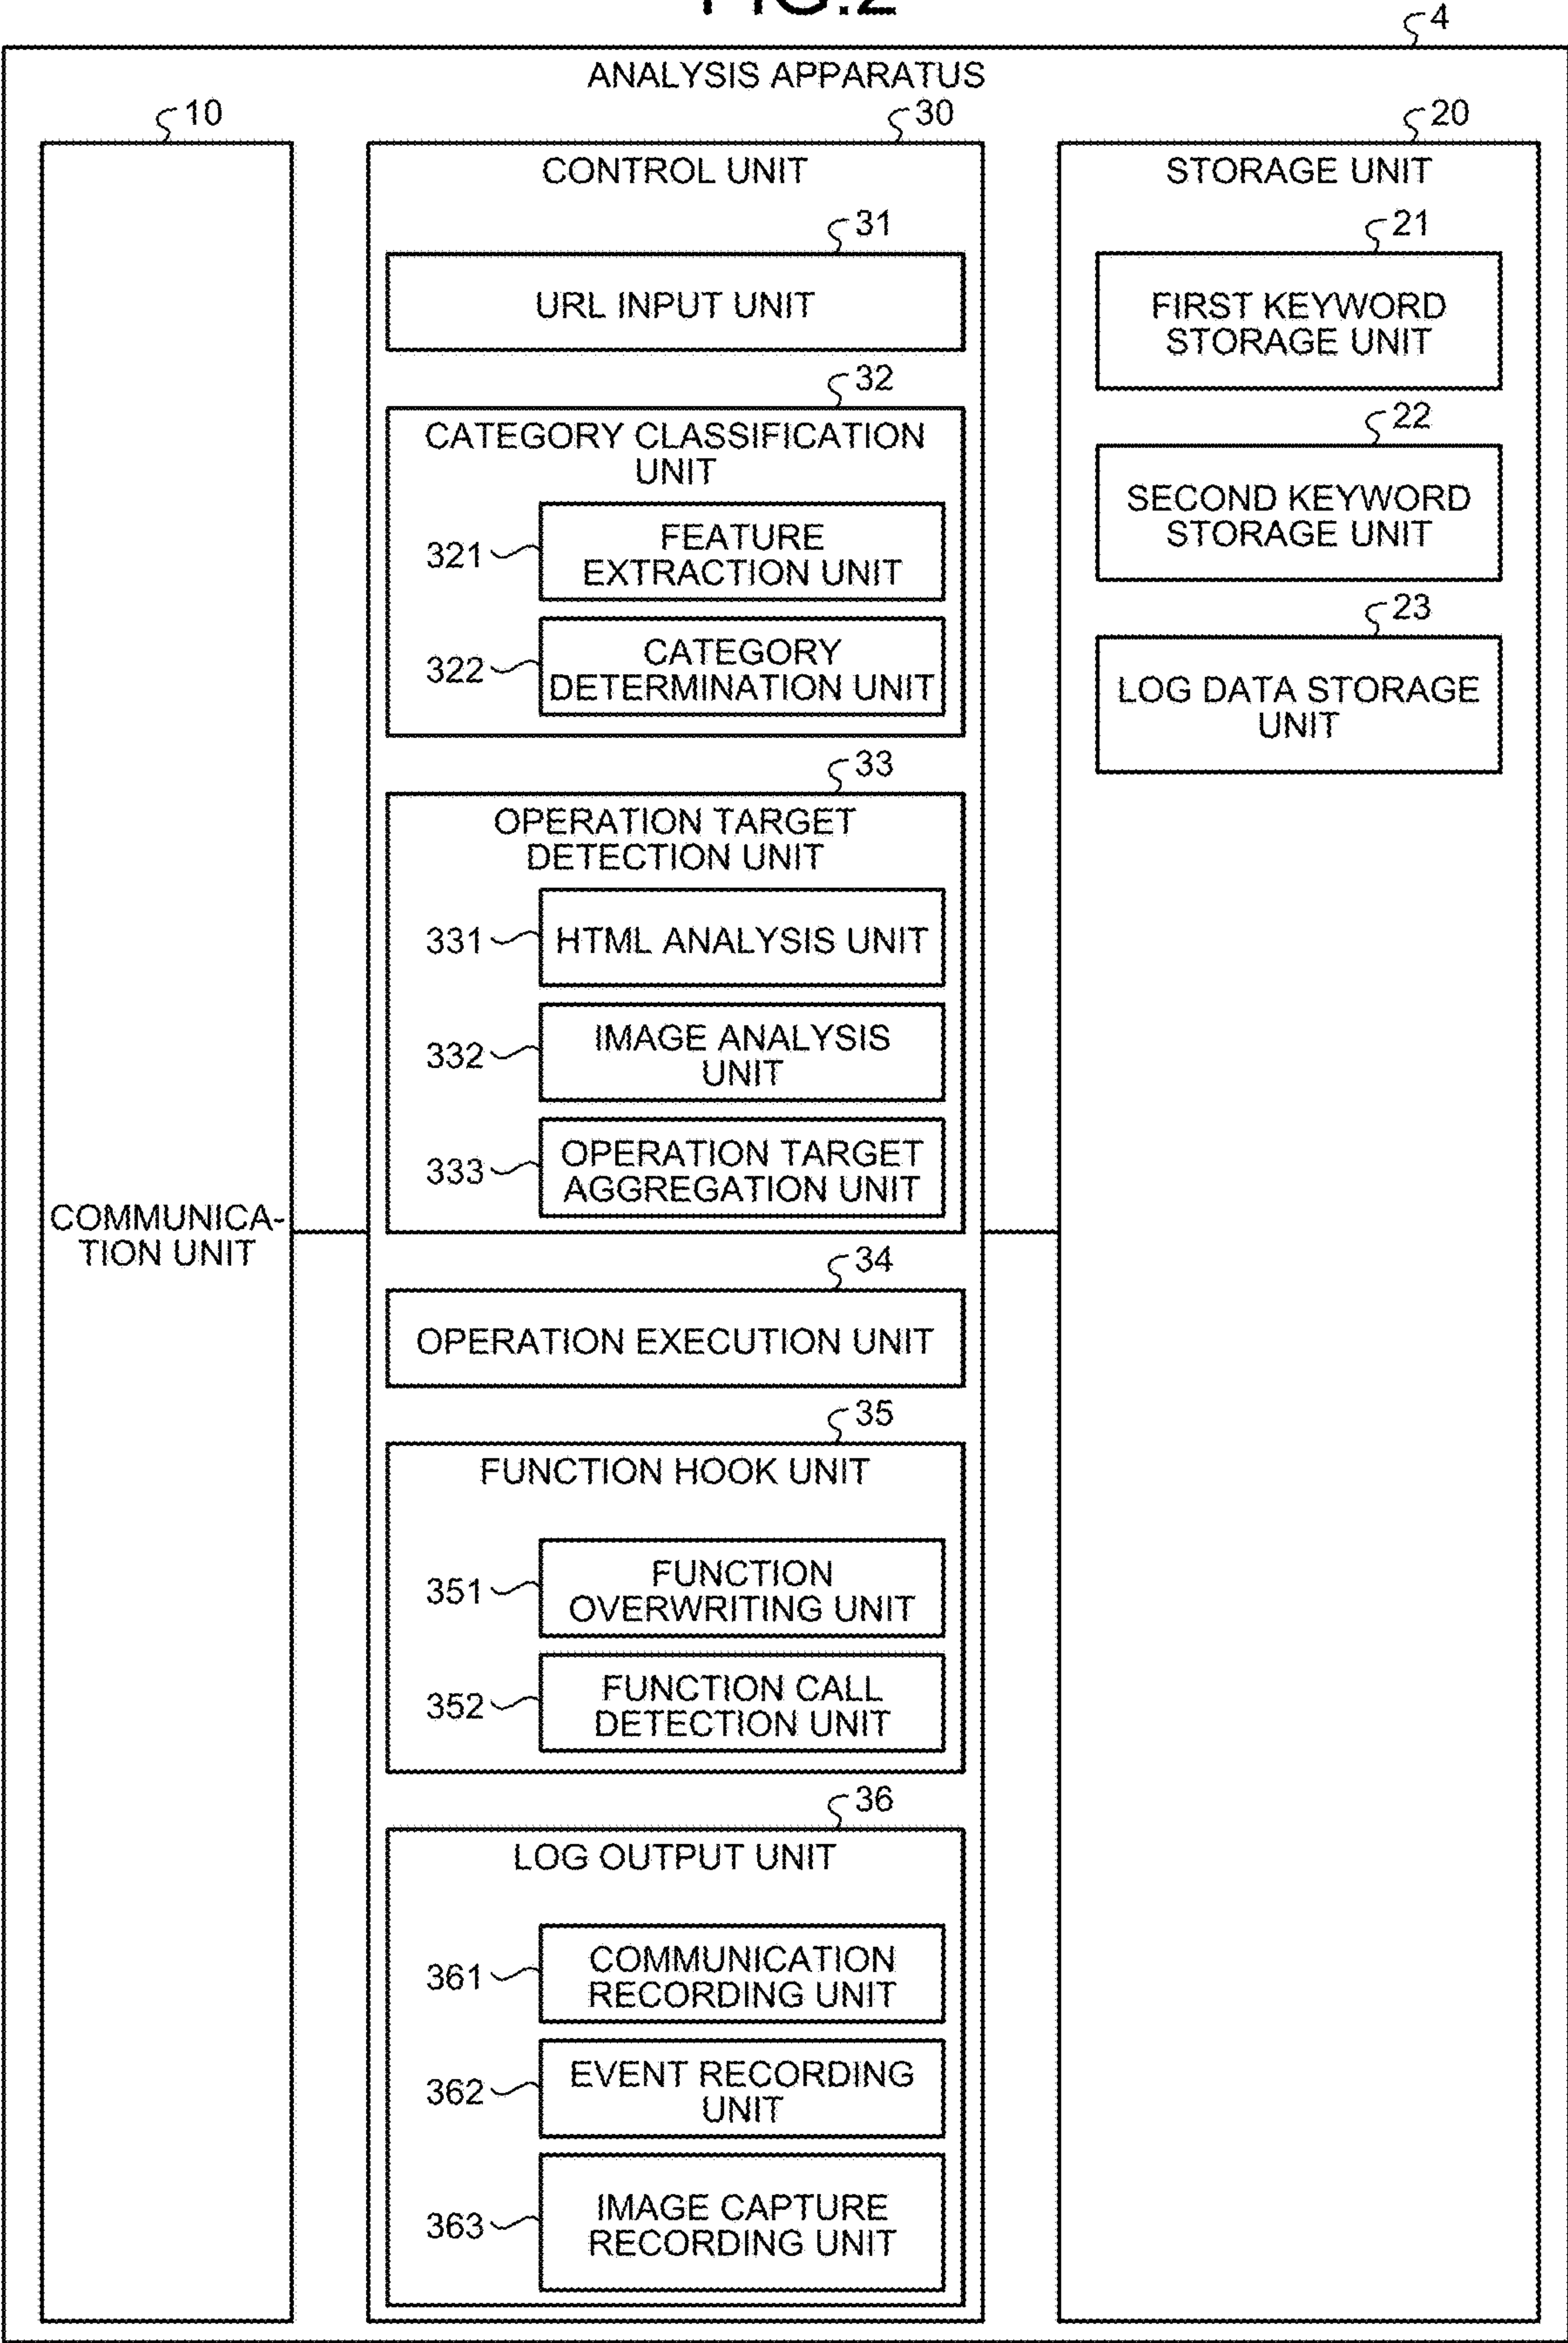 FIG.2
4
ANALYSIS APPARATUS
10
30
20
CONTROL UNIT
STORAGE UNIT
31
URL INPUT UNIT
21
FIRST KEYWORD
STORAGE UNIT
32
CATEGORY CLASSIFICATION
UNIT
321
FEATURE
EXTRACTION UNIT
322
CATEGORY
DETERMINATION UNIT
22
SECOND KEYWORD
STORAGE UNIT
23
LOG DATA STORAGE
UNIT
33
OPERATION TARGET
DETECTION UNIT
331
HTML ANALYSIS UNIT
332
IMAGE ANALYSIS
UNIT
333
OPERATION TARGET
AGGREGATION UNIT
COMMUNICA-
TION UNIT
34
OPERATION EXECUTION UNIT
35
FUNCTION HOOK UNIT
351
FUNCTION
OVERWRITING UNIT
352
FUNCTION CALL
DETECTION UNIT
36
LOG OUTPUT UNIT
361
COMMUNICATION
RECORDING UNIT
362
EVENT RECORDING
UNIT
363
IMAGE CAPTURE
RECORDING UNIT